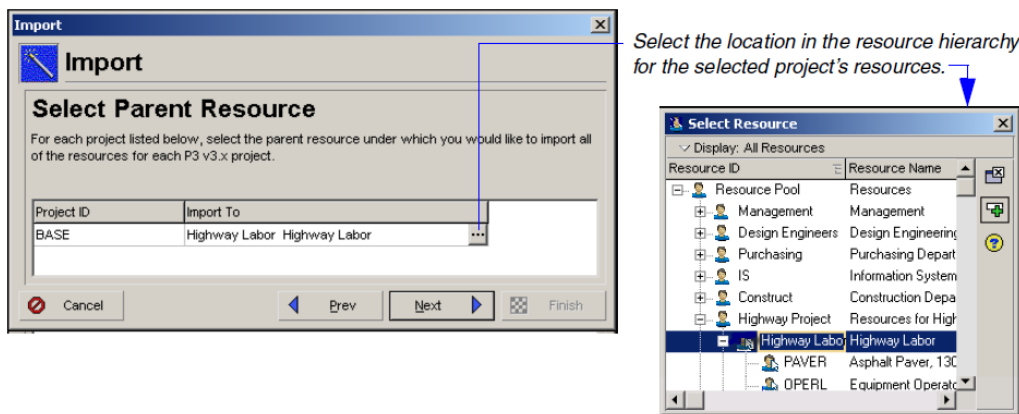 Import
Import
Select Parent Resource
For each project listed below, select the parent resource under which you would like to import all
of the resources for each P3 v3.x project.
Project ID Import To
BASE Highway Labor Highway Labor ...
Cancel Prev Next Finish
Select the location in the resource hierarchy
for the selected project's resources.
Select Resource
Display: All Resources
Resource ID Resource Name
Resource Pool Resources
Management Management
Design Engineers Design Engineering
Purchasing Purchasing Depart
IS Information System
Construct Construction Depa
Highway Project Resources for High
Highway Labo Highway Labor
PAVER Asphalt Paver, 130
OPERL Equipment Operato